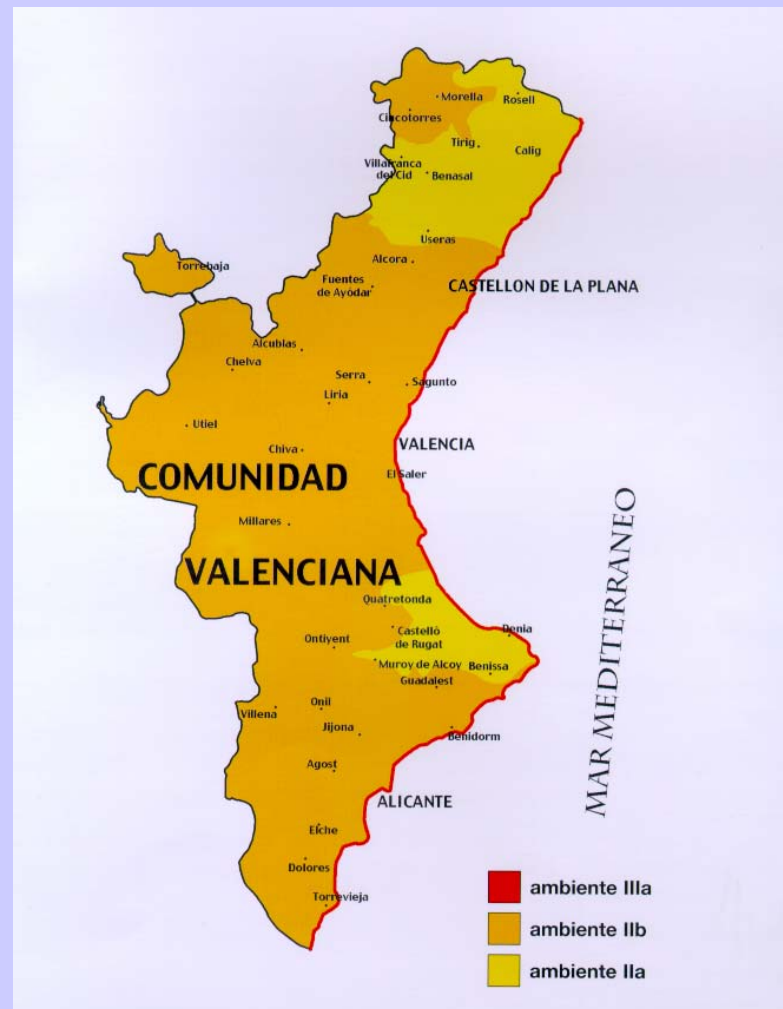 Morella
Rosell
Cincotorres
Tirig
Calig
Villafranca
del Cid
Benasal
Useras
Alcora
Torrebaja
Fuentes
de Ayódar
CASTELLON DE LA PLANA
Alcublas
Chelva
Serra
Sagunto
Liria
Utiel
VALENCIA
Chiva
El Saler
COMUNIDAD
Millares
VALENCIANA
Quatretonda
Castelló
de Rugat
Denia
Ontiyent
Muroy de Alcoy
Benissa
Guadalest
Onil
Villena
Jijona
Benidorm
Agost
ALICANTE
Elche
Dolores
Torrevieja
MAR MEDITERRANEO
ambiente IIIa
ambiente IIb
ambiente IIa